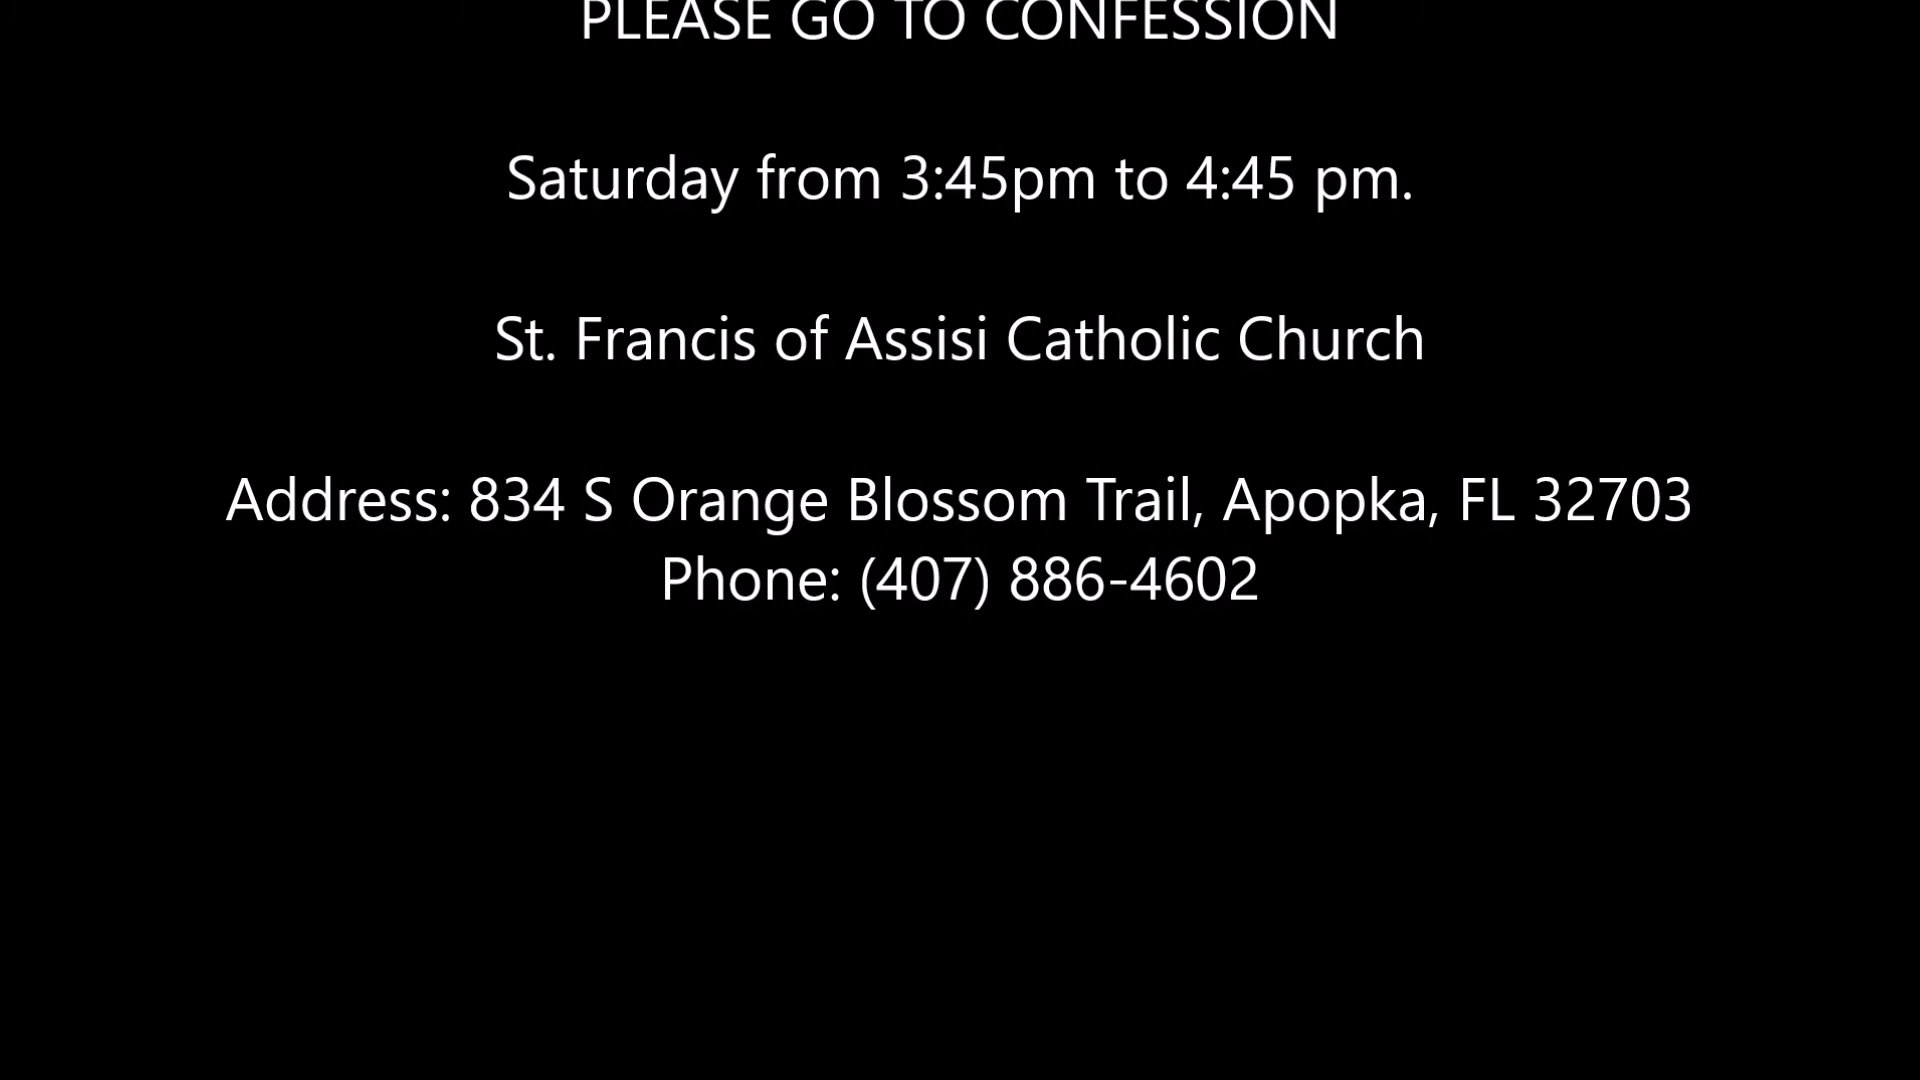 PLEASE GO TO CONFESSION
Saturday from 3:45pm to 4:45 pm.
St. Francis of Assisi Catholic Church
Address: 834 S Orange Blossom Trail, Apopka, FL 32703
Phone: (407) 886-4602